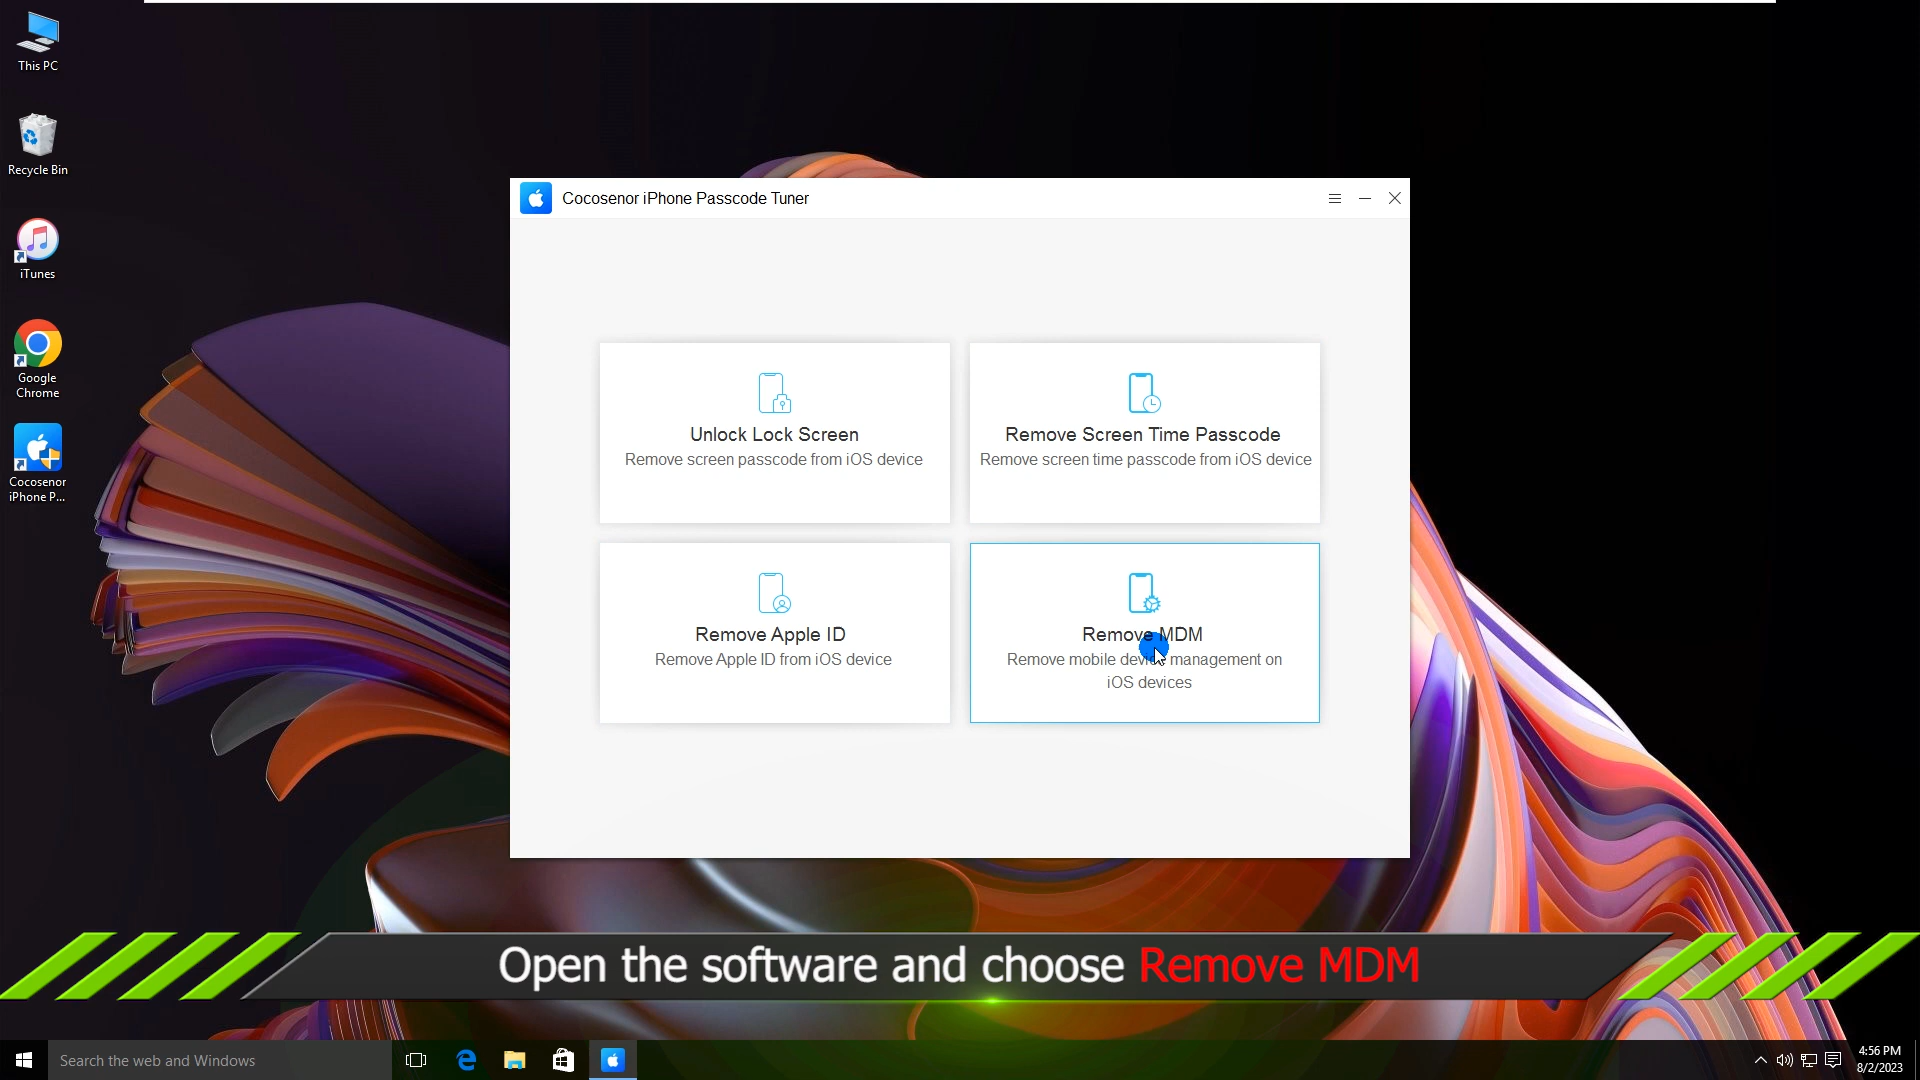 This PC
Recycle Bin
iTunes
Google
Chrome
Cocosenor
iPhone P...
Cocosenor iPhone Passcode Tuner
Unlock Lock Screen
Remove screen passcode from iOS device
Remove Screen Time Passcode
Remove screen time passcode from iOS device
Remove Apple ID
Remove Apple ID from iOS device
Remove MDM
Remove mobile device management on
iOS devices
Open the software and choose Remove MDM
Search the web and Windows
4:56 PM
8/2/2023